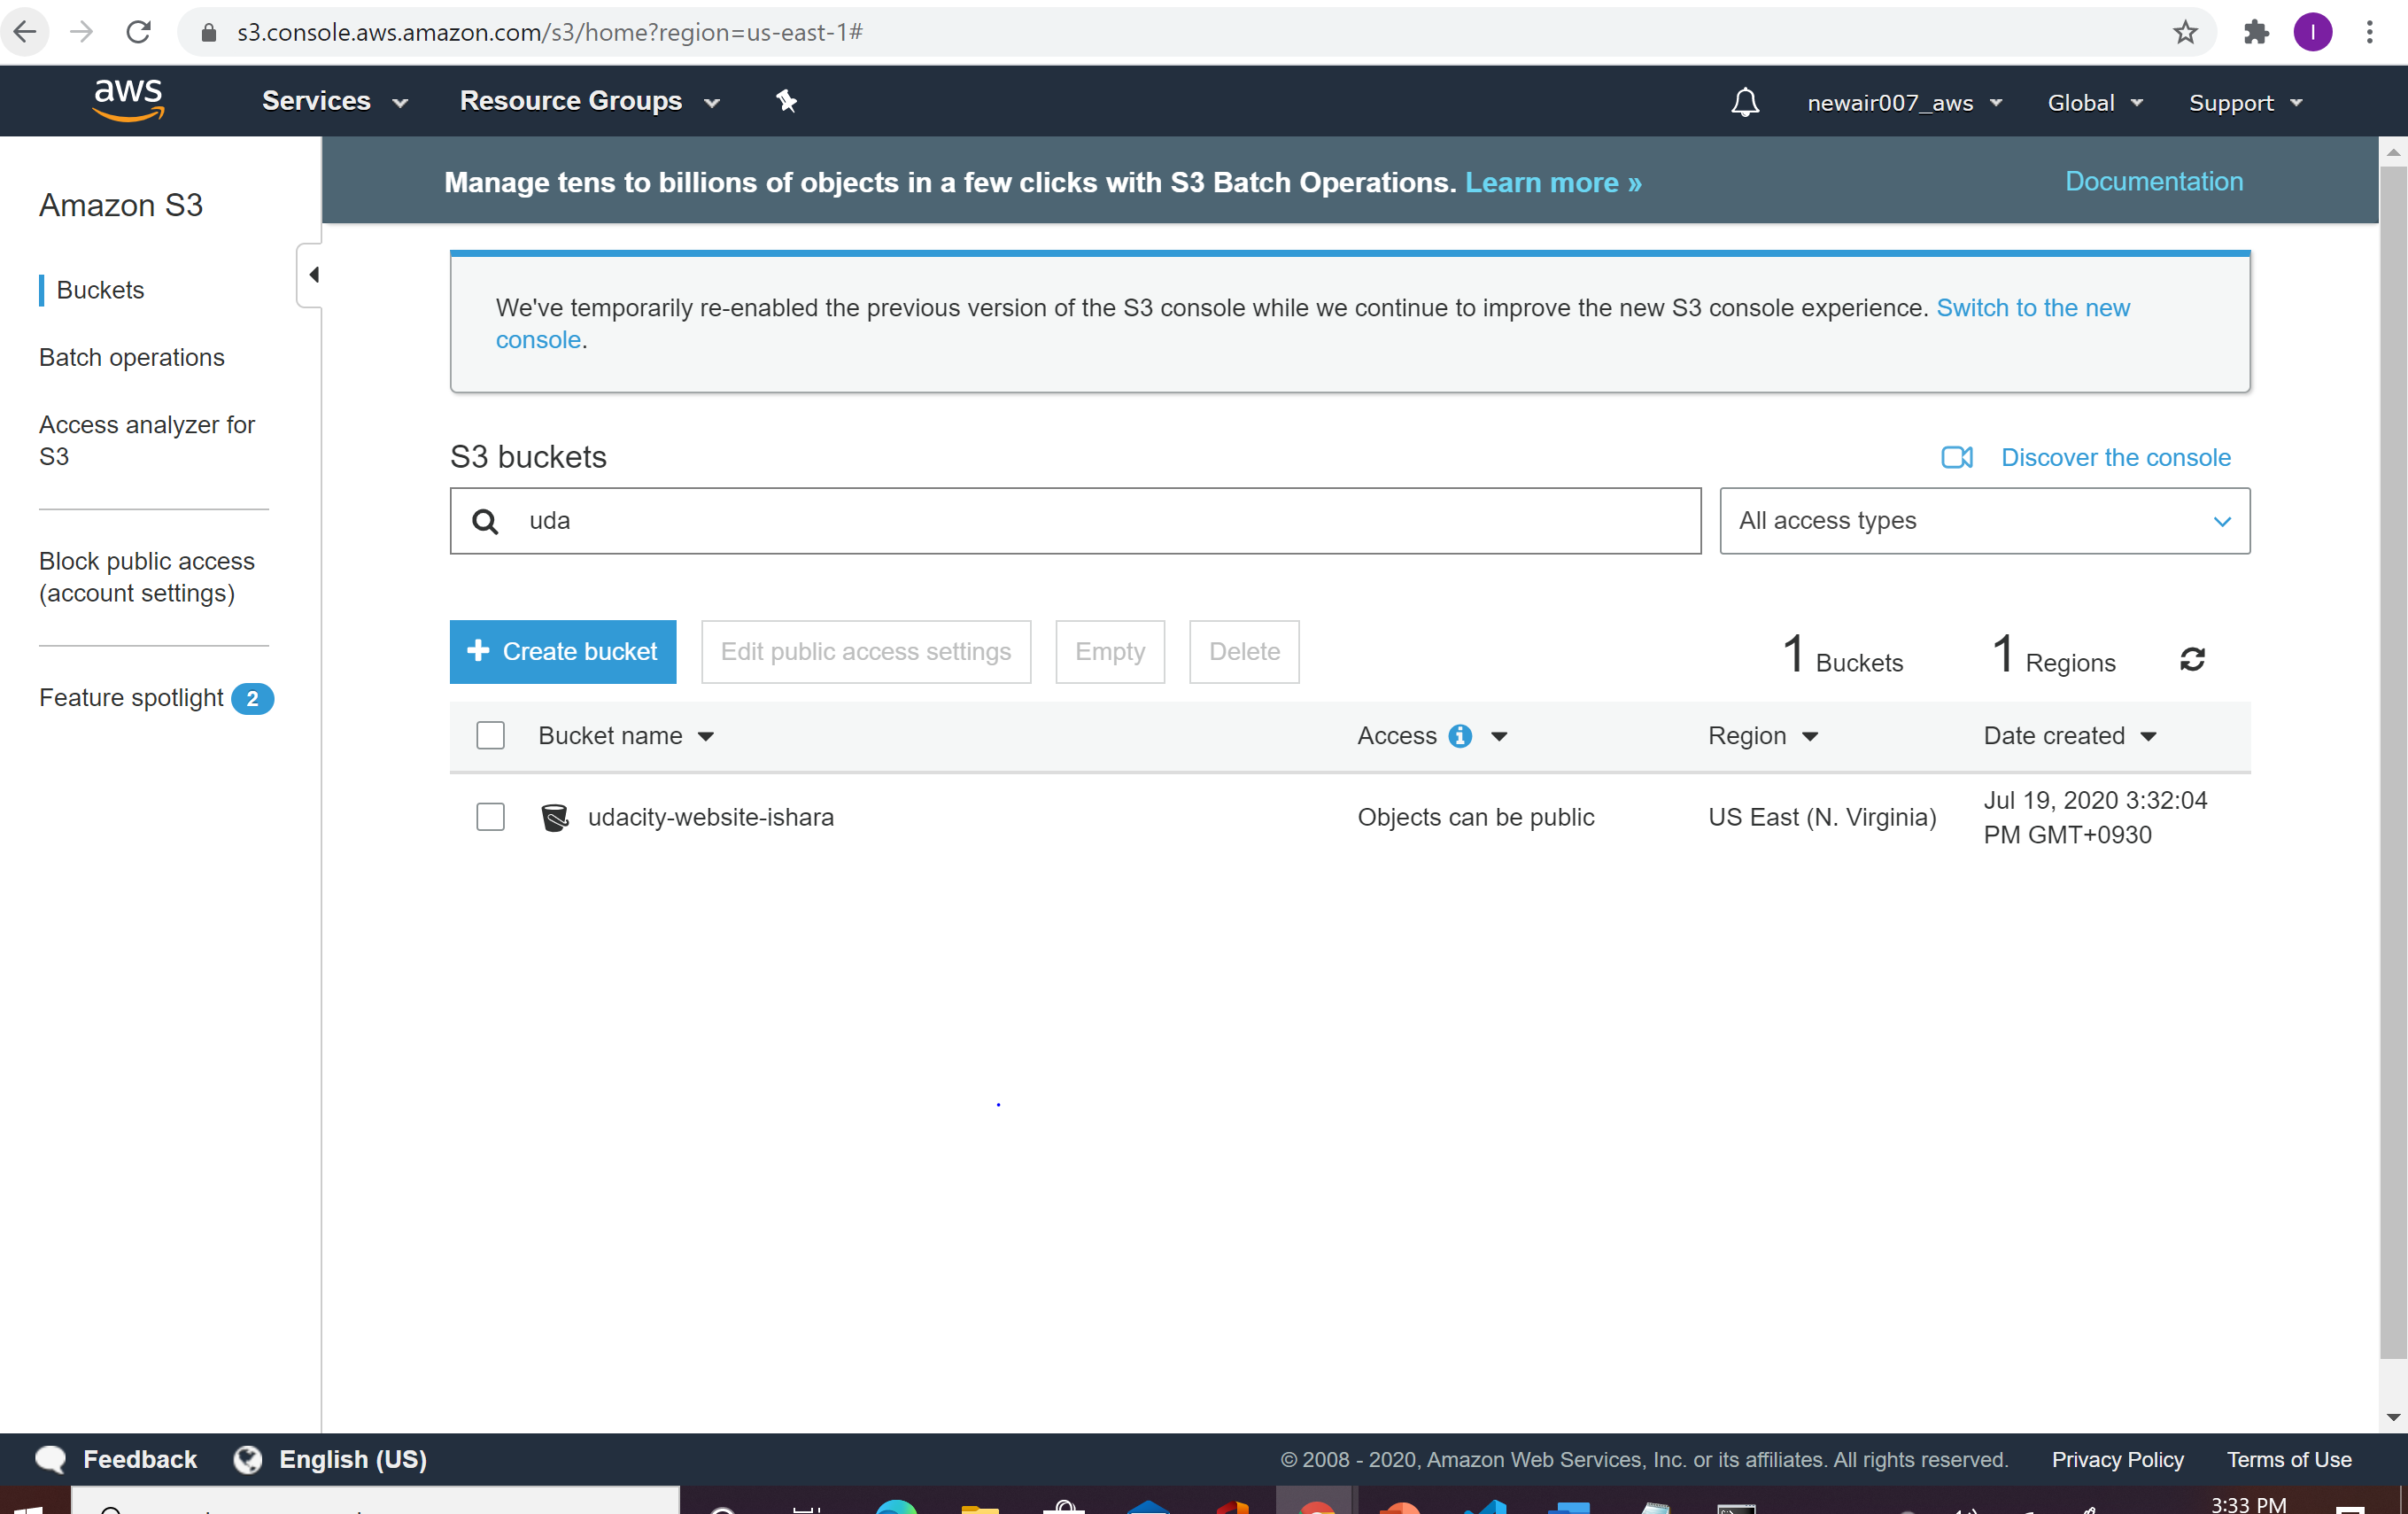 s3.console.aws.amazon.com/s3/home?region=us-east-1#
I
aws
Services
Resource Groups
newair007_aws
Global
Support
Amazon S3
Buckets
Batch operations
Access analyzer for
S3
Block public access
(account settings)
Feature spotlight 2
Manage tens to billions of objects in a few clicks with S3 Batch Operations. Learn more »
Documentation
We've temporarily re-enabled the previous version of the S3 console while we continue to improve the new S3 console experience. Switch to the new
console.
S3 buckets
Discover the console
uda
All access types
Create bucket
Edit public access settings
Empty
Delete
1 Buckets
1 Regions
Bucket name
Access
Region
Date created
udacity-website-ishara
Objects can be public
US East (N. Virginia)
Jul 19, 2020 3:32:04
PM GMT+0930
Feedback
English (US)
© 2008 - 2020, Amazon Web Services, Inc. or its affiliates. All rights reserved.
Privacy Policy
Terms of Use
3:33 PM